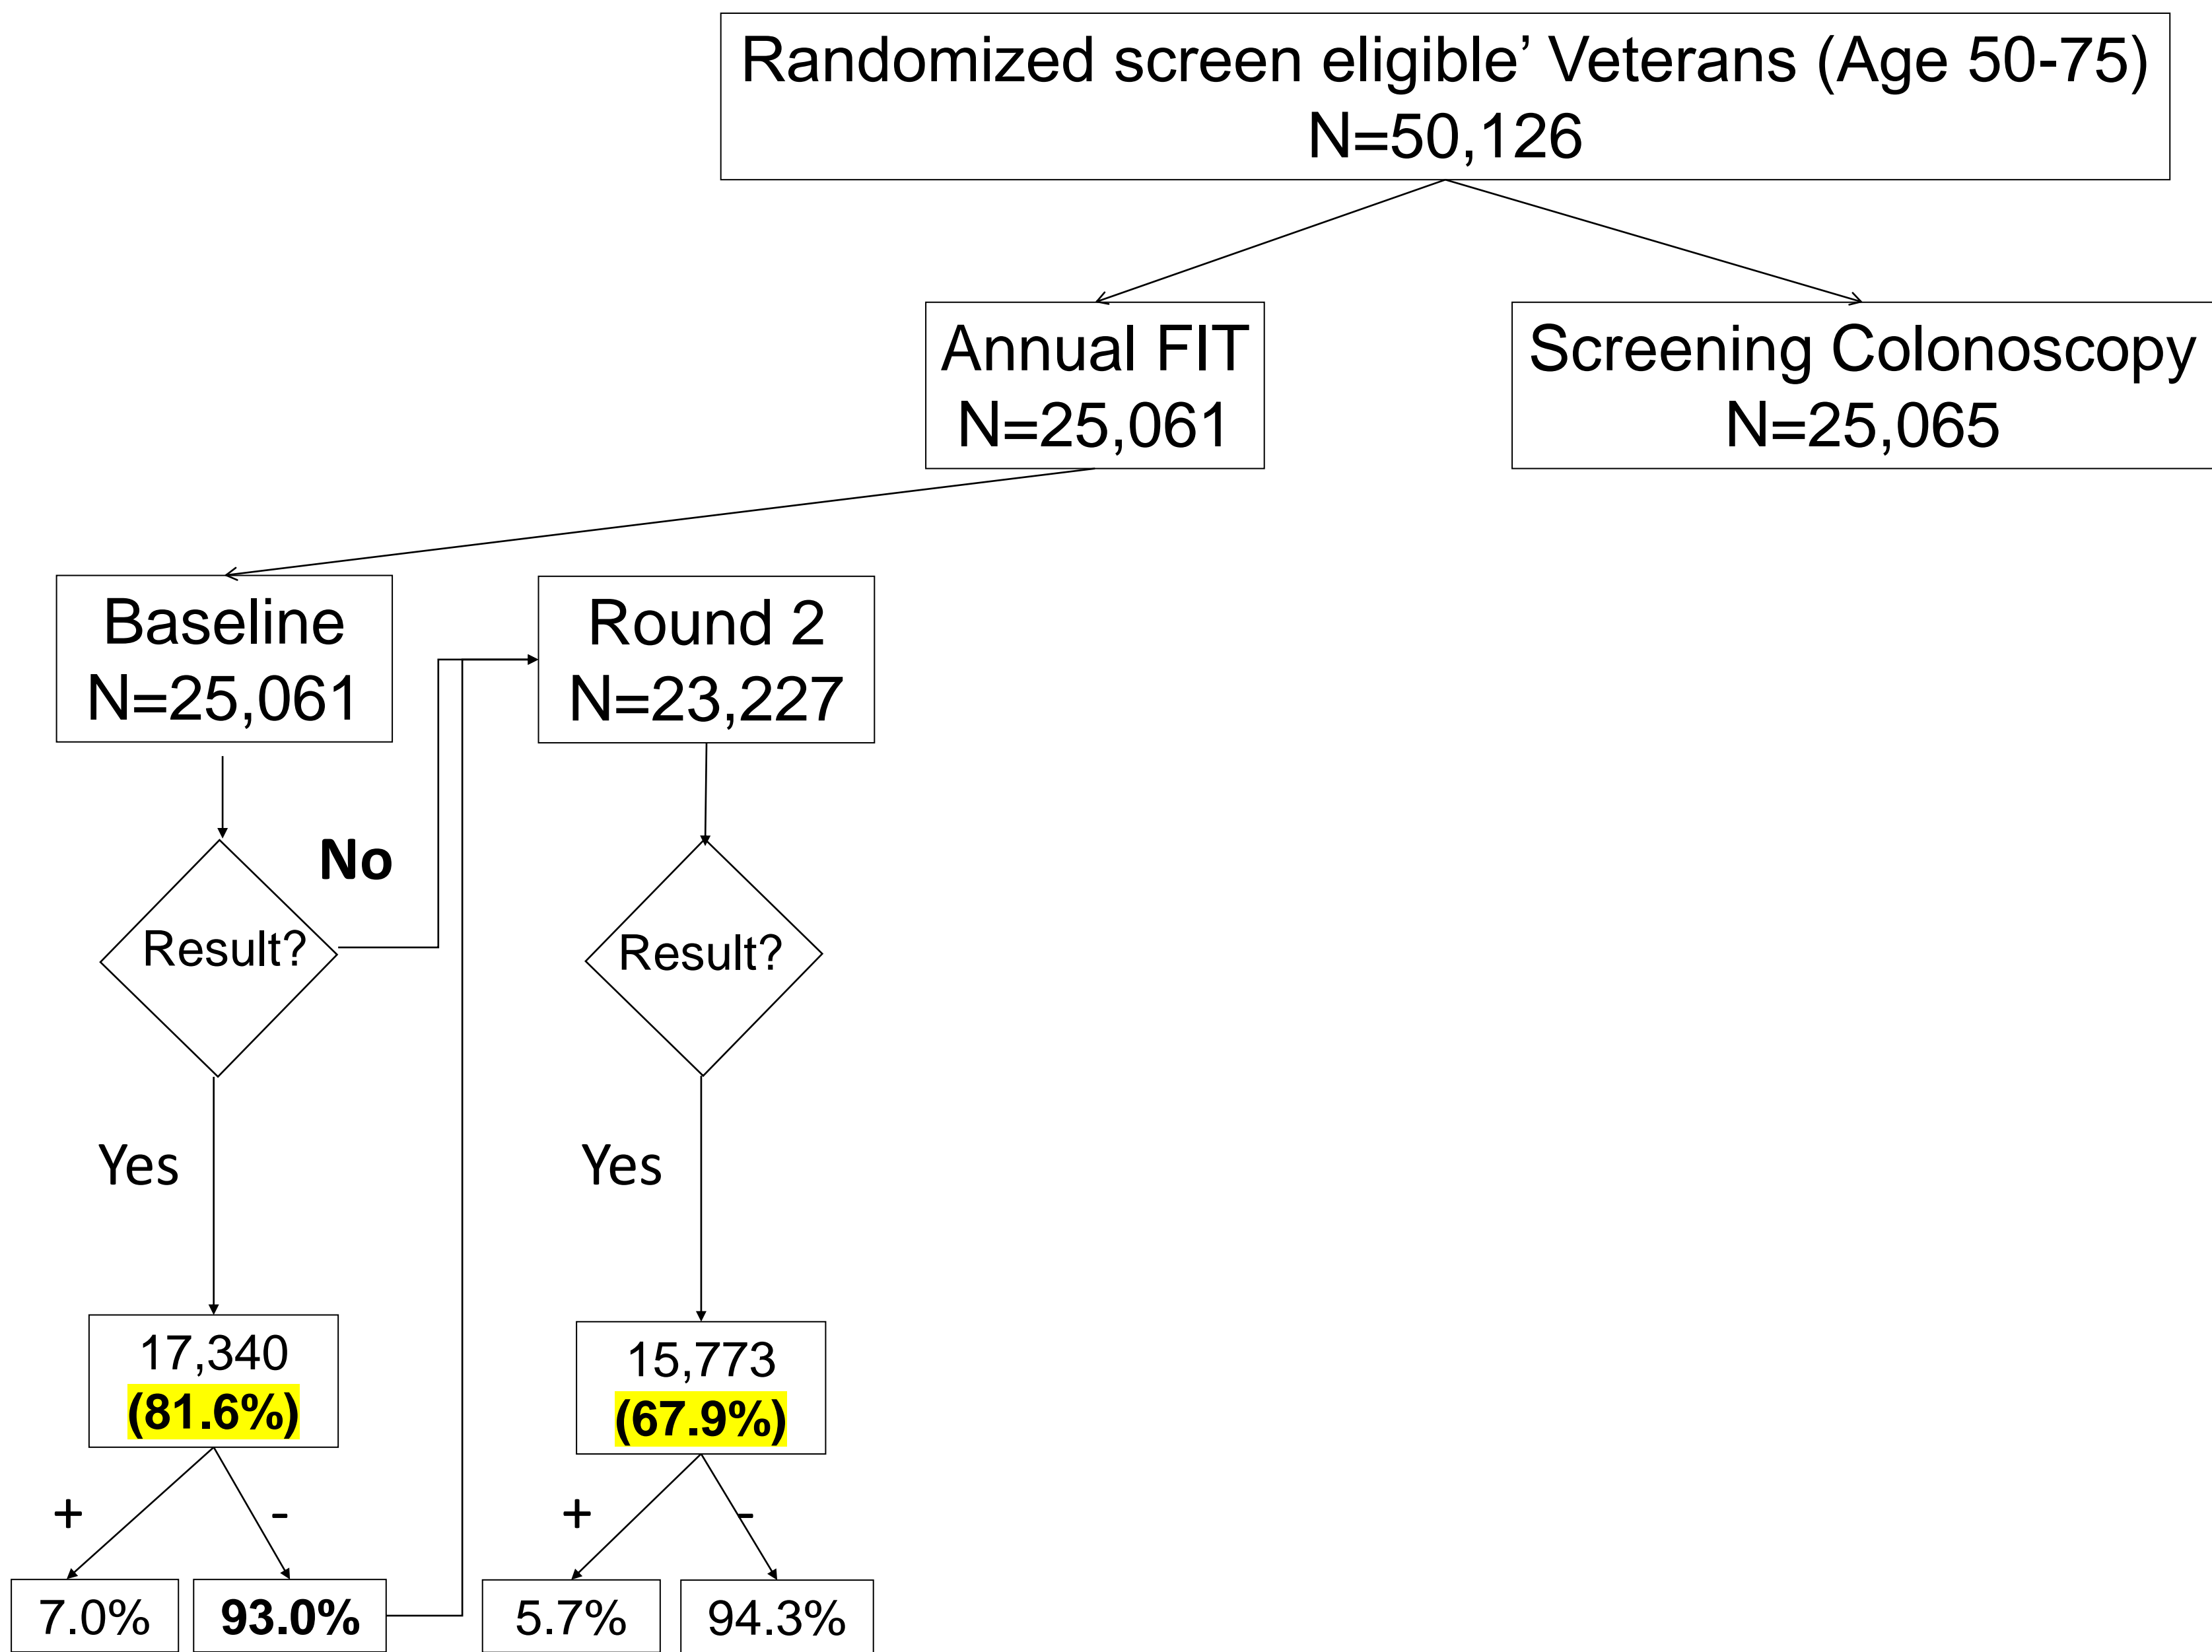 Randomized screen eligible’ Veterans (Age 50-75)
N=50,126
Annual FIT
N=25,061
Screening Colonoscopy
N=25,065
Baseline
N=25,061
Round 2
N=23,227
No
Result?
Result?
Yes
Yes
17,340
(81.6%)
15,773
(67.9%)
+
-
+
-
7.0%
93.0%
5.7%
94.3%